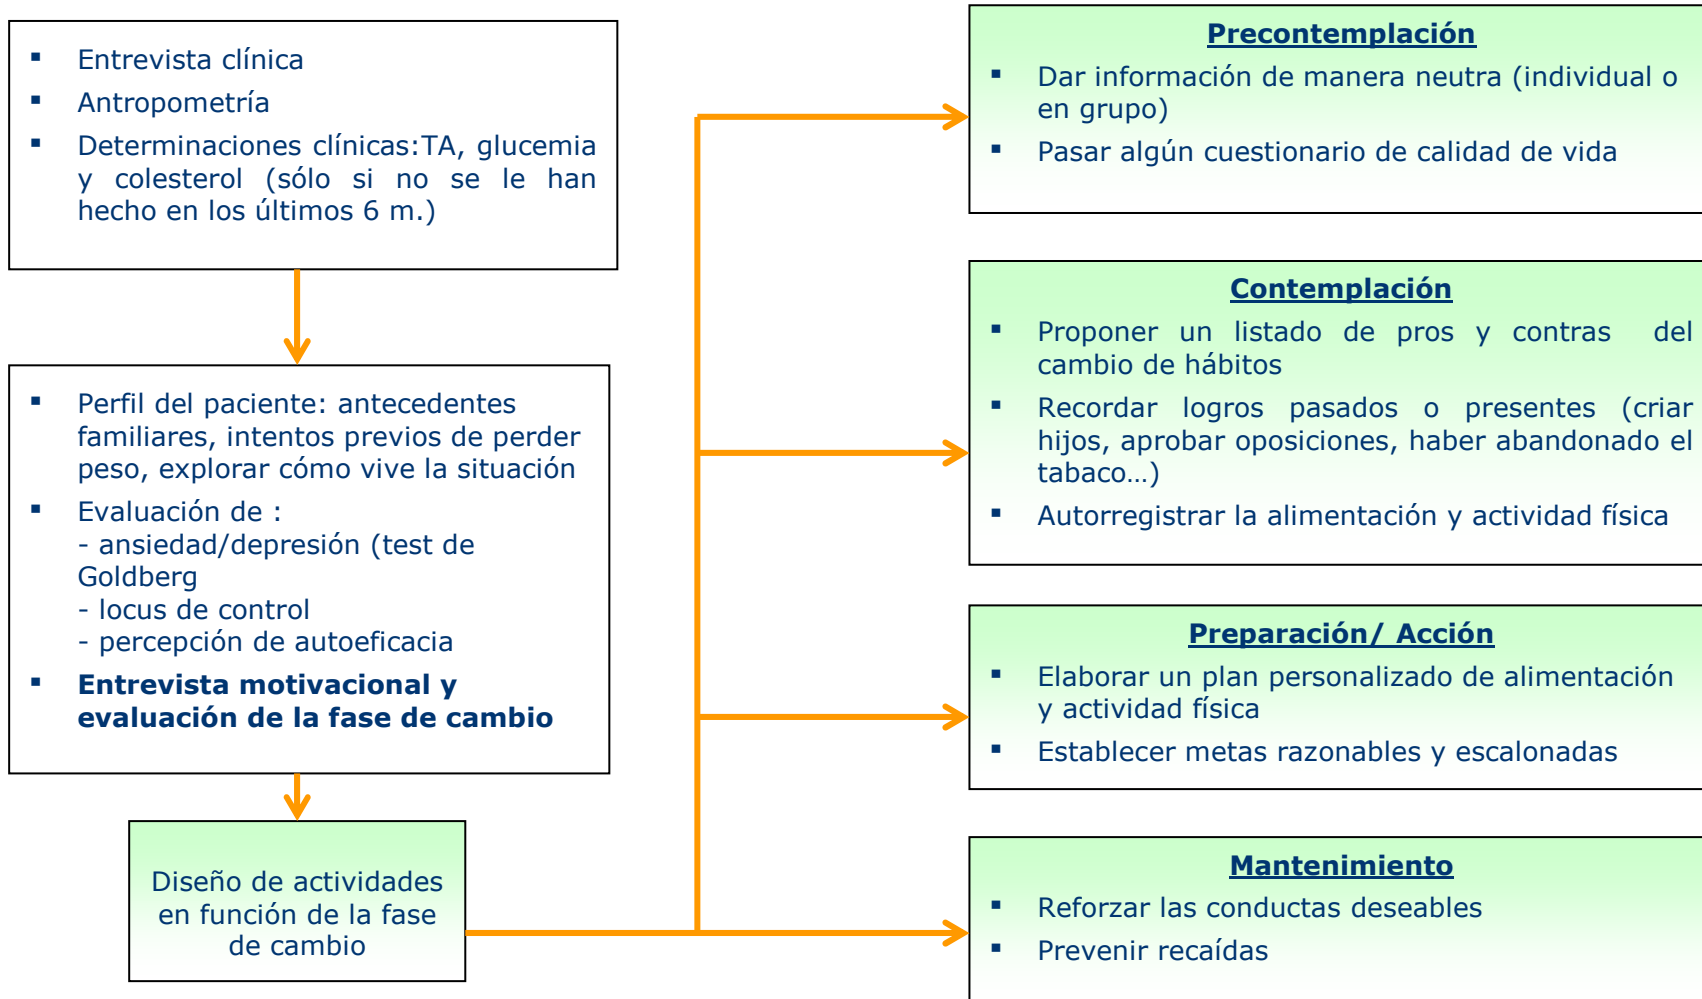 ▪ Entrevista clínica
▪ Antropometría
▪ Determinaciones clínicas:TA, glucemia
y colesterol (sólo si no se le han
hecho en los últimos 6 m.)
▪ Perfil del paciente: antecedentes
familiares, intentos previos de perder
peso, explorar cómo vive la situación
▪ Evaluación de :
- ansiedad/depresión (test de
Goldberg
- locus de control
- percepción de autoeficacia
▪ Entrevista motivacional y
evaluación de la fase de cambio
Diseño de actividades
en función de la fase
de cambio
Precontemplación
▪ Dar información de manera neutra (individual o
en grupo)
▪ Pasar algún cuestionario de calidad de vida
Contemplación
▪ Proponer un listado de pros y contras del
cambio de hábitos
▪ Recordar logros pasados o presentes (criar
hijos, aprobar oposiciones, haber abandonado el
tabaco…)
▪ Autorregistrar la alimentación y actividad física
Preparación/ Acción
▪ Elaborar un plan personalizado de alimentación
y actividad física
▪ Establecer metas razonables y escalonadas
Mantenimiento
▪ Reforzar las conductas deseables
▪ Prevenir recaídas